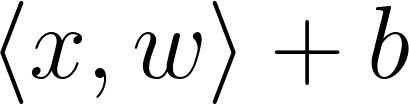 ⟨x, w⟩ + b